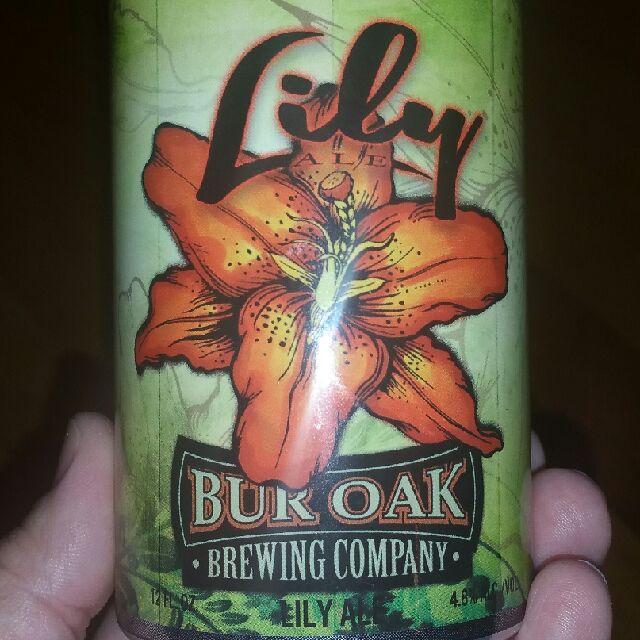 Lily
ALE
BUR OAK
• BREWING COMPANY •
12 FL. OZ.
LILY ALE